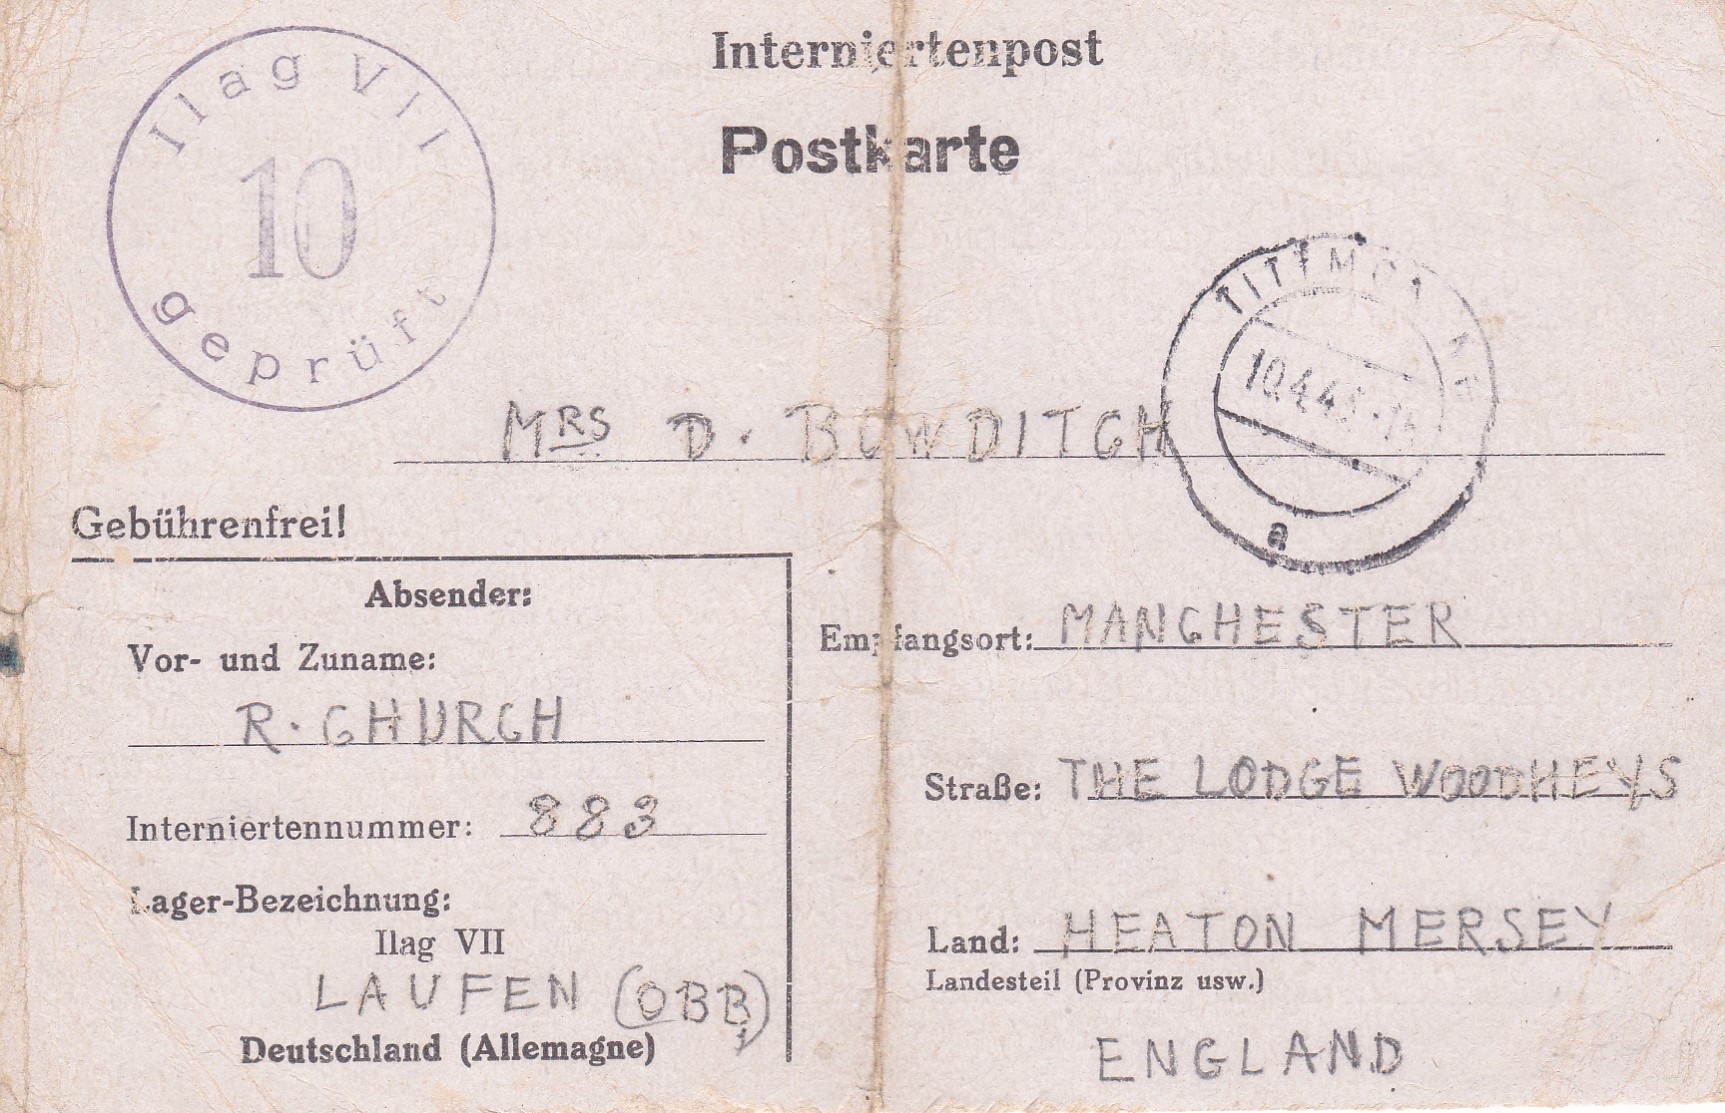 Interniertenpost
Postkarte
Ilag VII
10
geprüft
10.4.43
a
MRS D. BOWDITCH
Gebührenfrei!
Absender:
Vor- und Zuname:
R. CHURCH
Interniertennummer: 883
Lager-Bezeichnung:
Ilag VII
LAUFEN (OBB)
Deutschland (Allemagne)
Empfangsort: MANCHESTER
Straße: THE LODGE WOODHEYS
Land: HEATON MERSEY
Landesteil (Provinz usw.)
ENGLAND